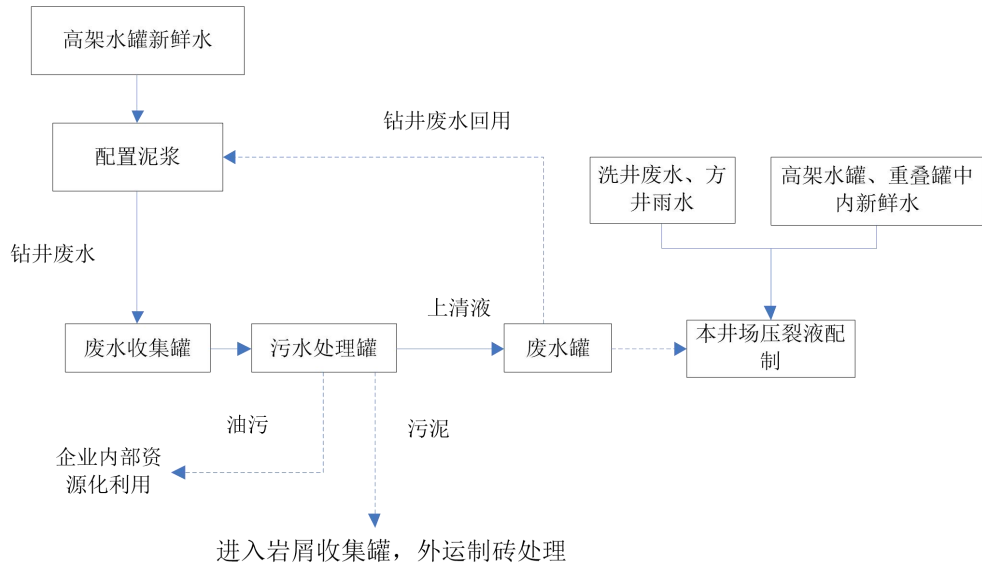 高架水罐新鲜水
钻井废水回用
配置泥浆
洗井废水、方
井雨水
高架水罐、重叠罐中
内新鲜水
钻井废水
上清液
废水收集罐
污水处理罐
废水罐
本井场压裂液配
制
油污
污泥
企业内部资
源化利用
进入岩屑收集罐，外运制砖处理